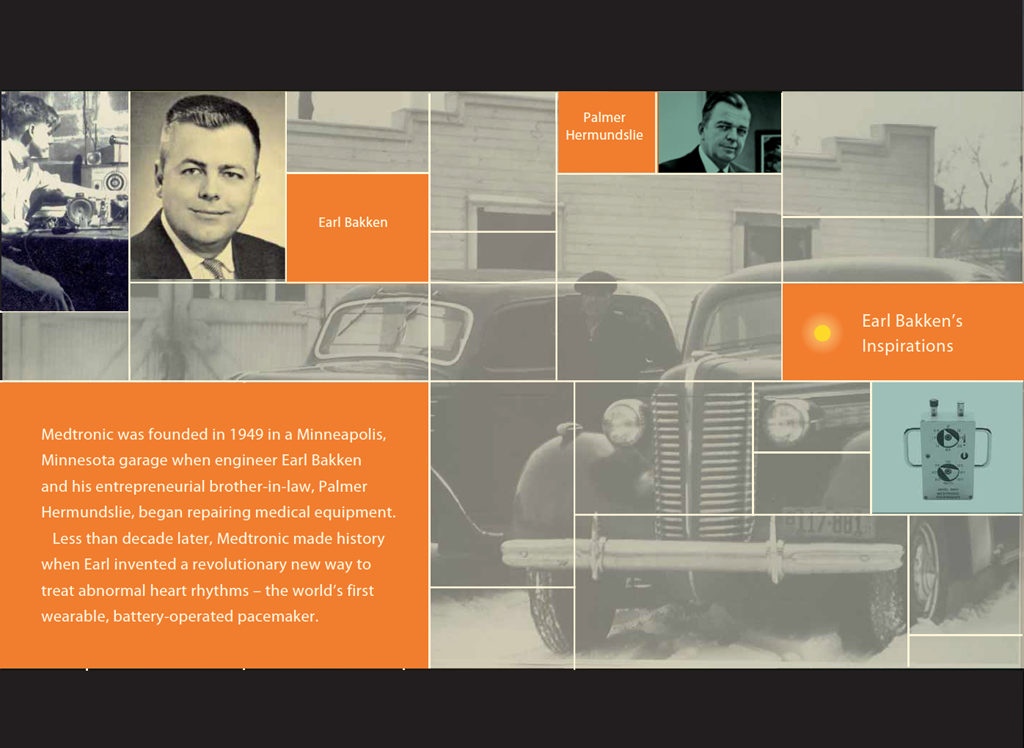 Palmer
Hermundslie
Earl Bakken
Earl Bakken's
Inspirations
Medtronic was founded in 1949 in a Minneapolis,
Minnesota garage when engineer Earl Bakken
and his entrepreneurial brother-in-law, Palmer
Hermundslie, began repairing medical equipment.
Less than decade later, Medtronic made history
when Earl invented a revolutionary new way to
treat abnormal heart rhythms – the world's first
wearable, battery-operated pacemaker.